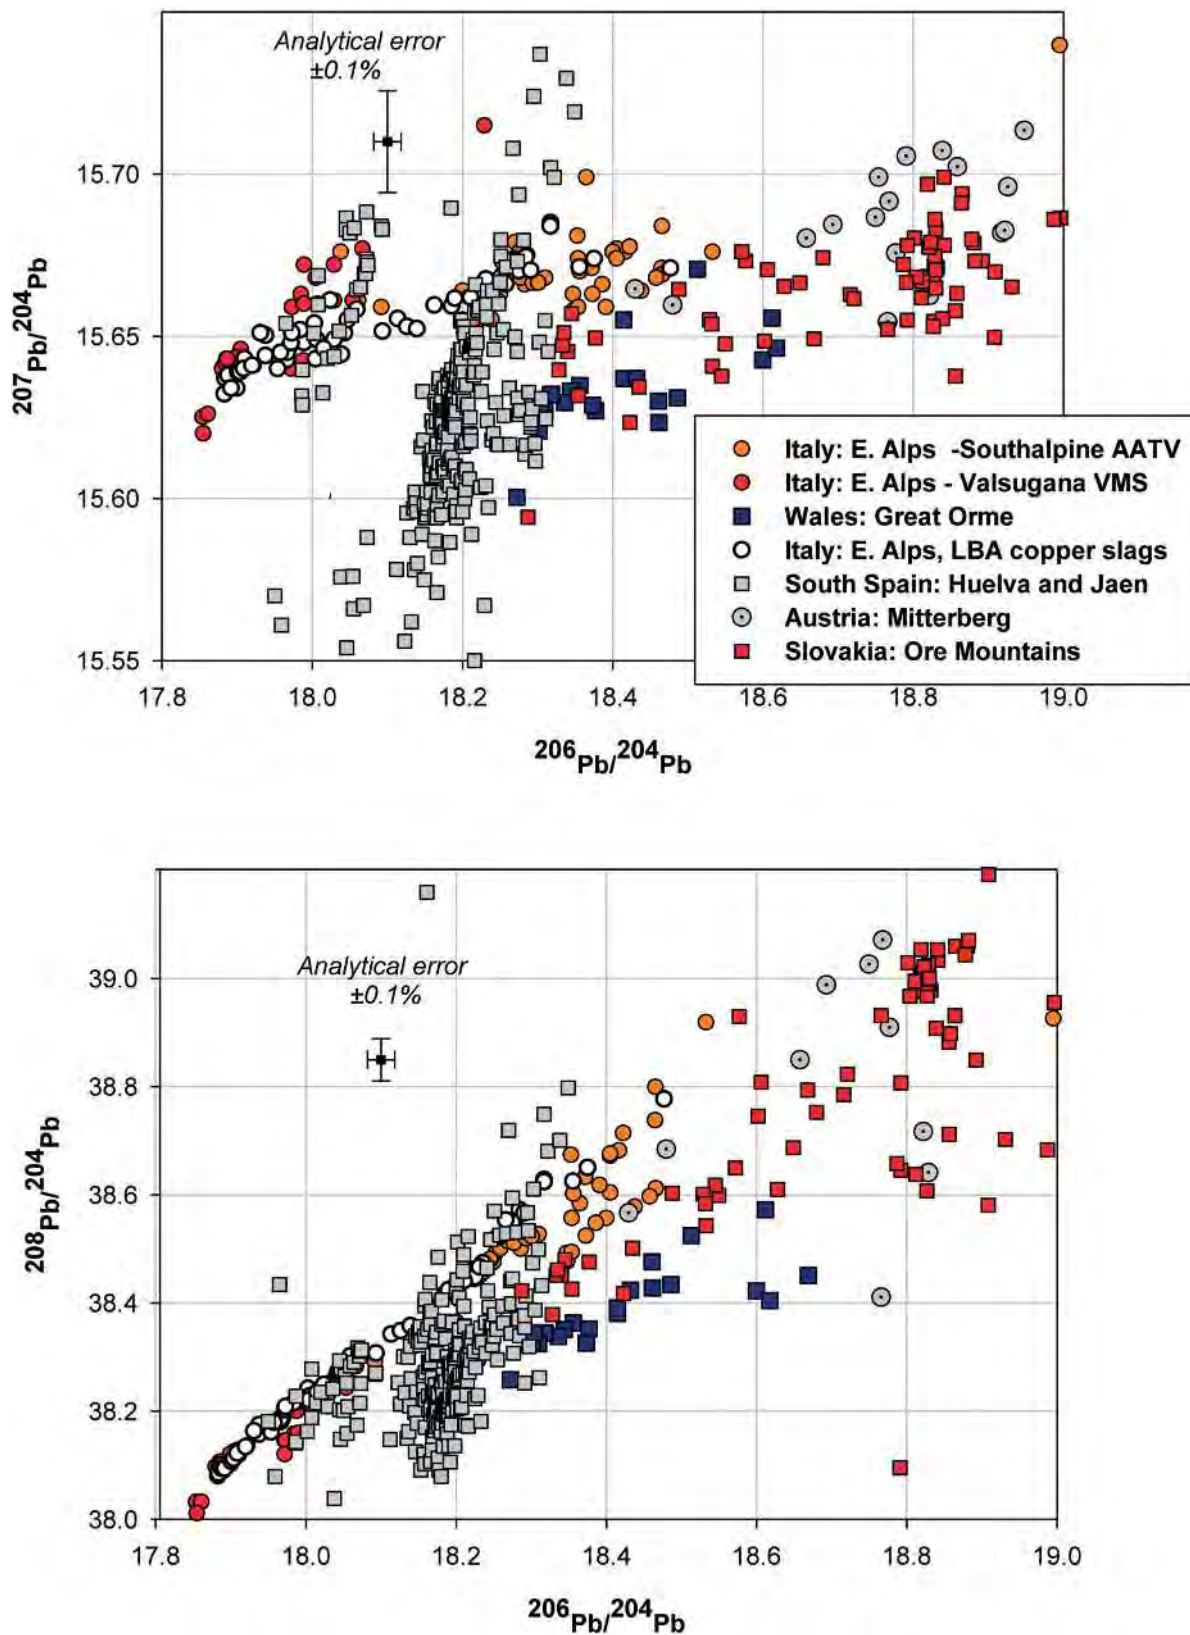 Analytical error
±0.1%
15.70
15.65
15.60
15.55
207Pb/204Pb
17.8 18.0 18.2 18.4 18.6 18.8 19.0
206Pb/204Pb
Italy: E. Alps -Southalpine AATV
Italy: E. Alps - Valsugana VMS
Wales: Great Orme
Italy: E. Alps, LBA copper slags
South Spain: Huelva and Jaen
Austria: Mitterberg
Slovakia: Ore Mountains
Analytical error
±0.1%
39.0
38.8
38.6
38.4
38.2
38.0
208Pb/204Pb
17.8 18.0 18.2 18.4 18.6 18.8 19.0
206Pb/204Pb